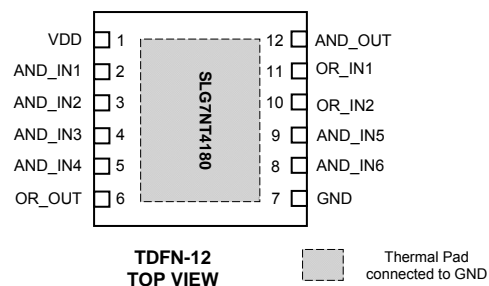 VDD 1
AND_IN1 2
AND_IN2 3
AND_IN3 4
AND_IN4 5
OR_OUT 6
SLG7NT4180
12 AND_OUT
11 OR_IN1
10 OR_IN2
9 AND_IN5
8 AND_IN6
7 GND
TDFN-12
TOP VIEW
Thermal Pad
connected to GND